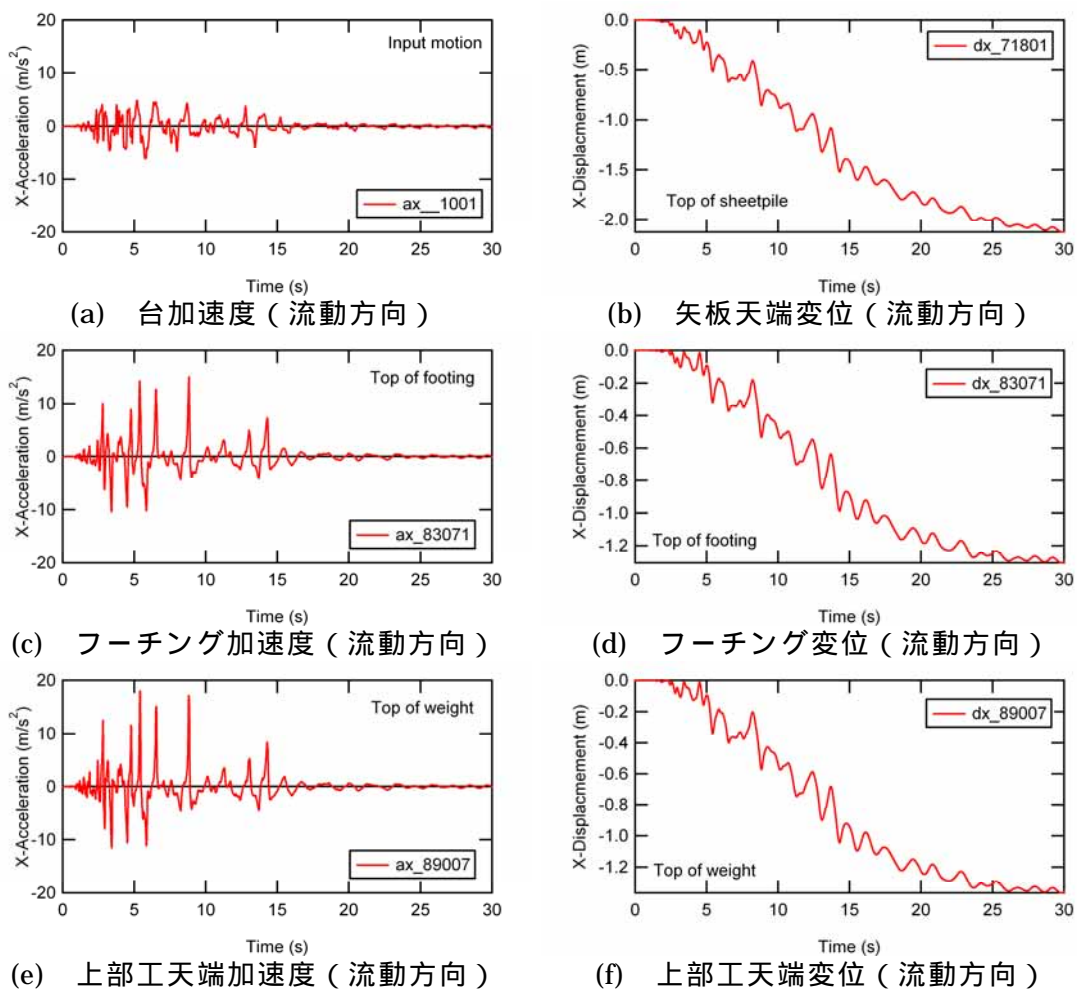 20
10
0
-10
-20
X-Acceleration (m/s²)
Input motion
ax__1001
0 5 10 15 20 25 30
Time (s)
(a) 台加速度（流動方向）
0.0
-0.5
-1.0
-1.5
-2.0
X-Displacmement (m)
dx_71801
Top of sheetpile
0 5 10 15 20 25 30
Time (s)
(b) 矢板天端変位（流動方向）
20
10
0
-10
-20
X-Acceleration (m/s²)
Top of footing
ax_83071
0 5 10 15 20 25 30
Time (s)
(c) フーチング加速度（流動方向）
0.0
-0.2
-0.4
-0.6
-0.8
-1.0
-1.2
X-Displacmement (m)
dx_83071
Top of footing
0 5 10 15 20 25 30
Time (s)
(d) フーチング変位（流動方向）
20
10
0
-10
-20
X-Acceleration (m/s²)
Top of weight
ax_89007
0 5 10 15 20 25 30
Time (s)
(e) 上部工天端加速度（流動方向）
0.0
-0.2
-0.4
-0.6
-0.8
-1.0
-1.2
X-Displacmement (m)
dx_89007
Top of weight
0 5 10 15 20 25 30
Time (s)
(f) 上部工天端変位（流動方向）